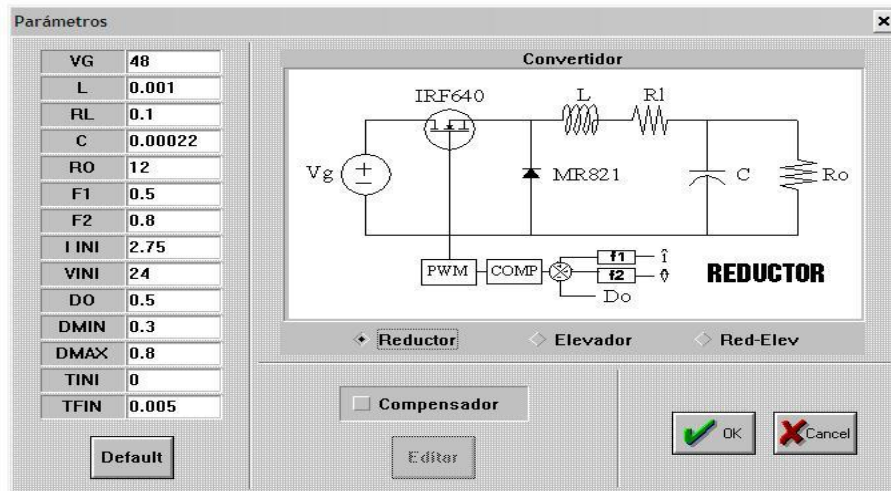 Parámetros
VG 48
L 0.001
RL 0.1
C 0.00022
RO 12
F1 0.5
F2 0.8
I INI 2.75
VINI 24
DO 0.5
DMIN 0.3
DMAX 0.8
TINI 0
TFIN 0.005
Default
Convertidor
IRF640
L
Rl
Vg
MR821
C
Ro
PWM
COMP
f1
î
f2
v̂
Do
REDUCTOR
Reductor
Elevador
Red-Elev
Compensador
Editar
OK
Cancel